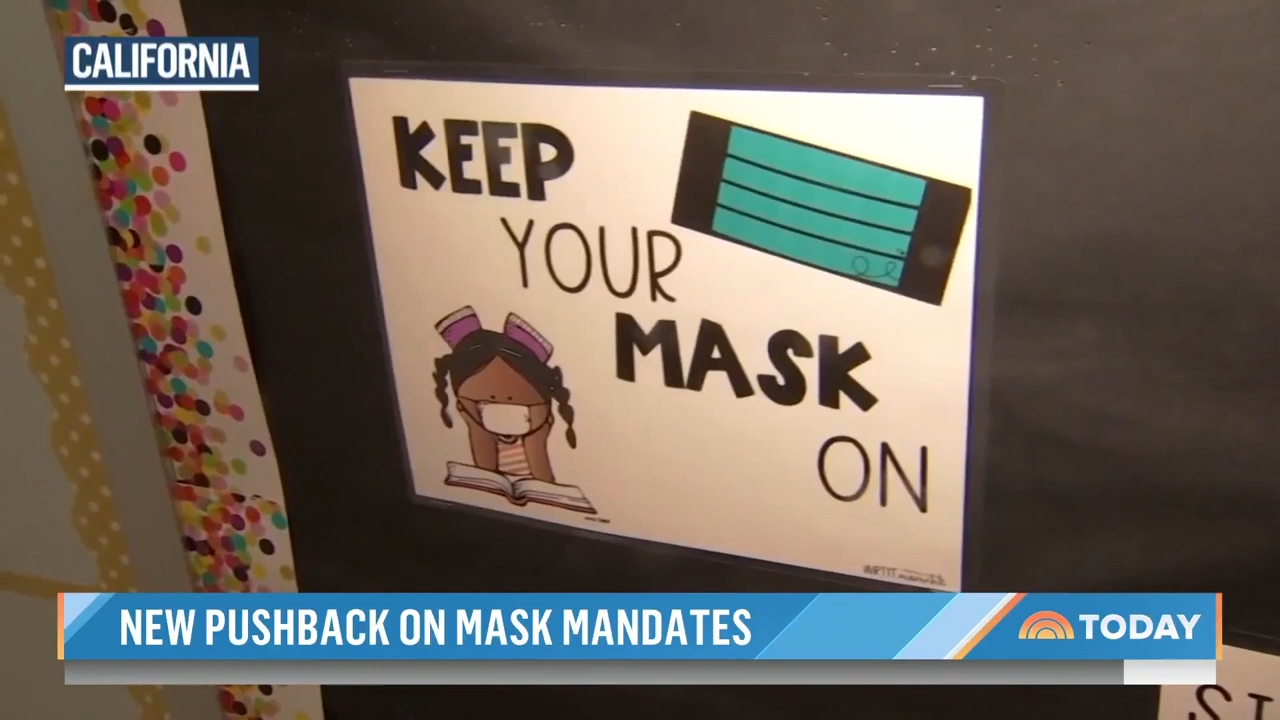 CALIFORNIA
KEEP
YOUR
MASK
ON
NEW PUSHBACK ON MASK MANDATES
TODAY